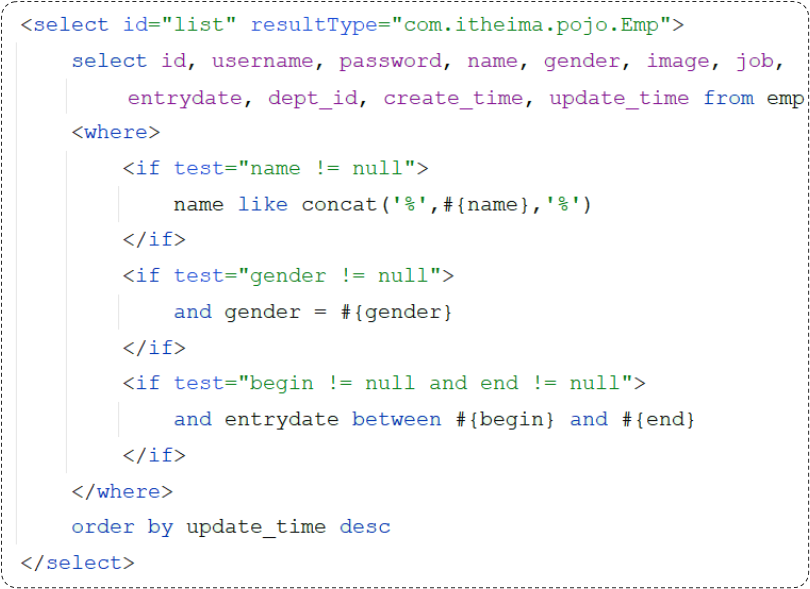 <select id="list" resultType="com.itheima.pojo.Emp">
select id, username, password, name, gender, image, job,
entrydate, dept_id, create_time, update_time from emp
<where>
<if test="name != null">
name like concat('%',#{name},'%')
</if>
<if test="gender != null">
and gender = #{gender}
</if>
<if test="begin != null and end != null">
and entrydate between #{begin} and #{end}
</if>
</where>
order by update_time desc
</select>